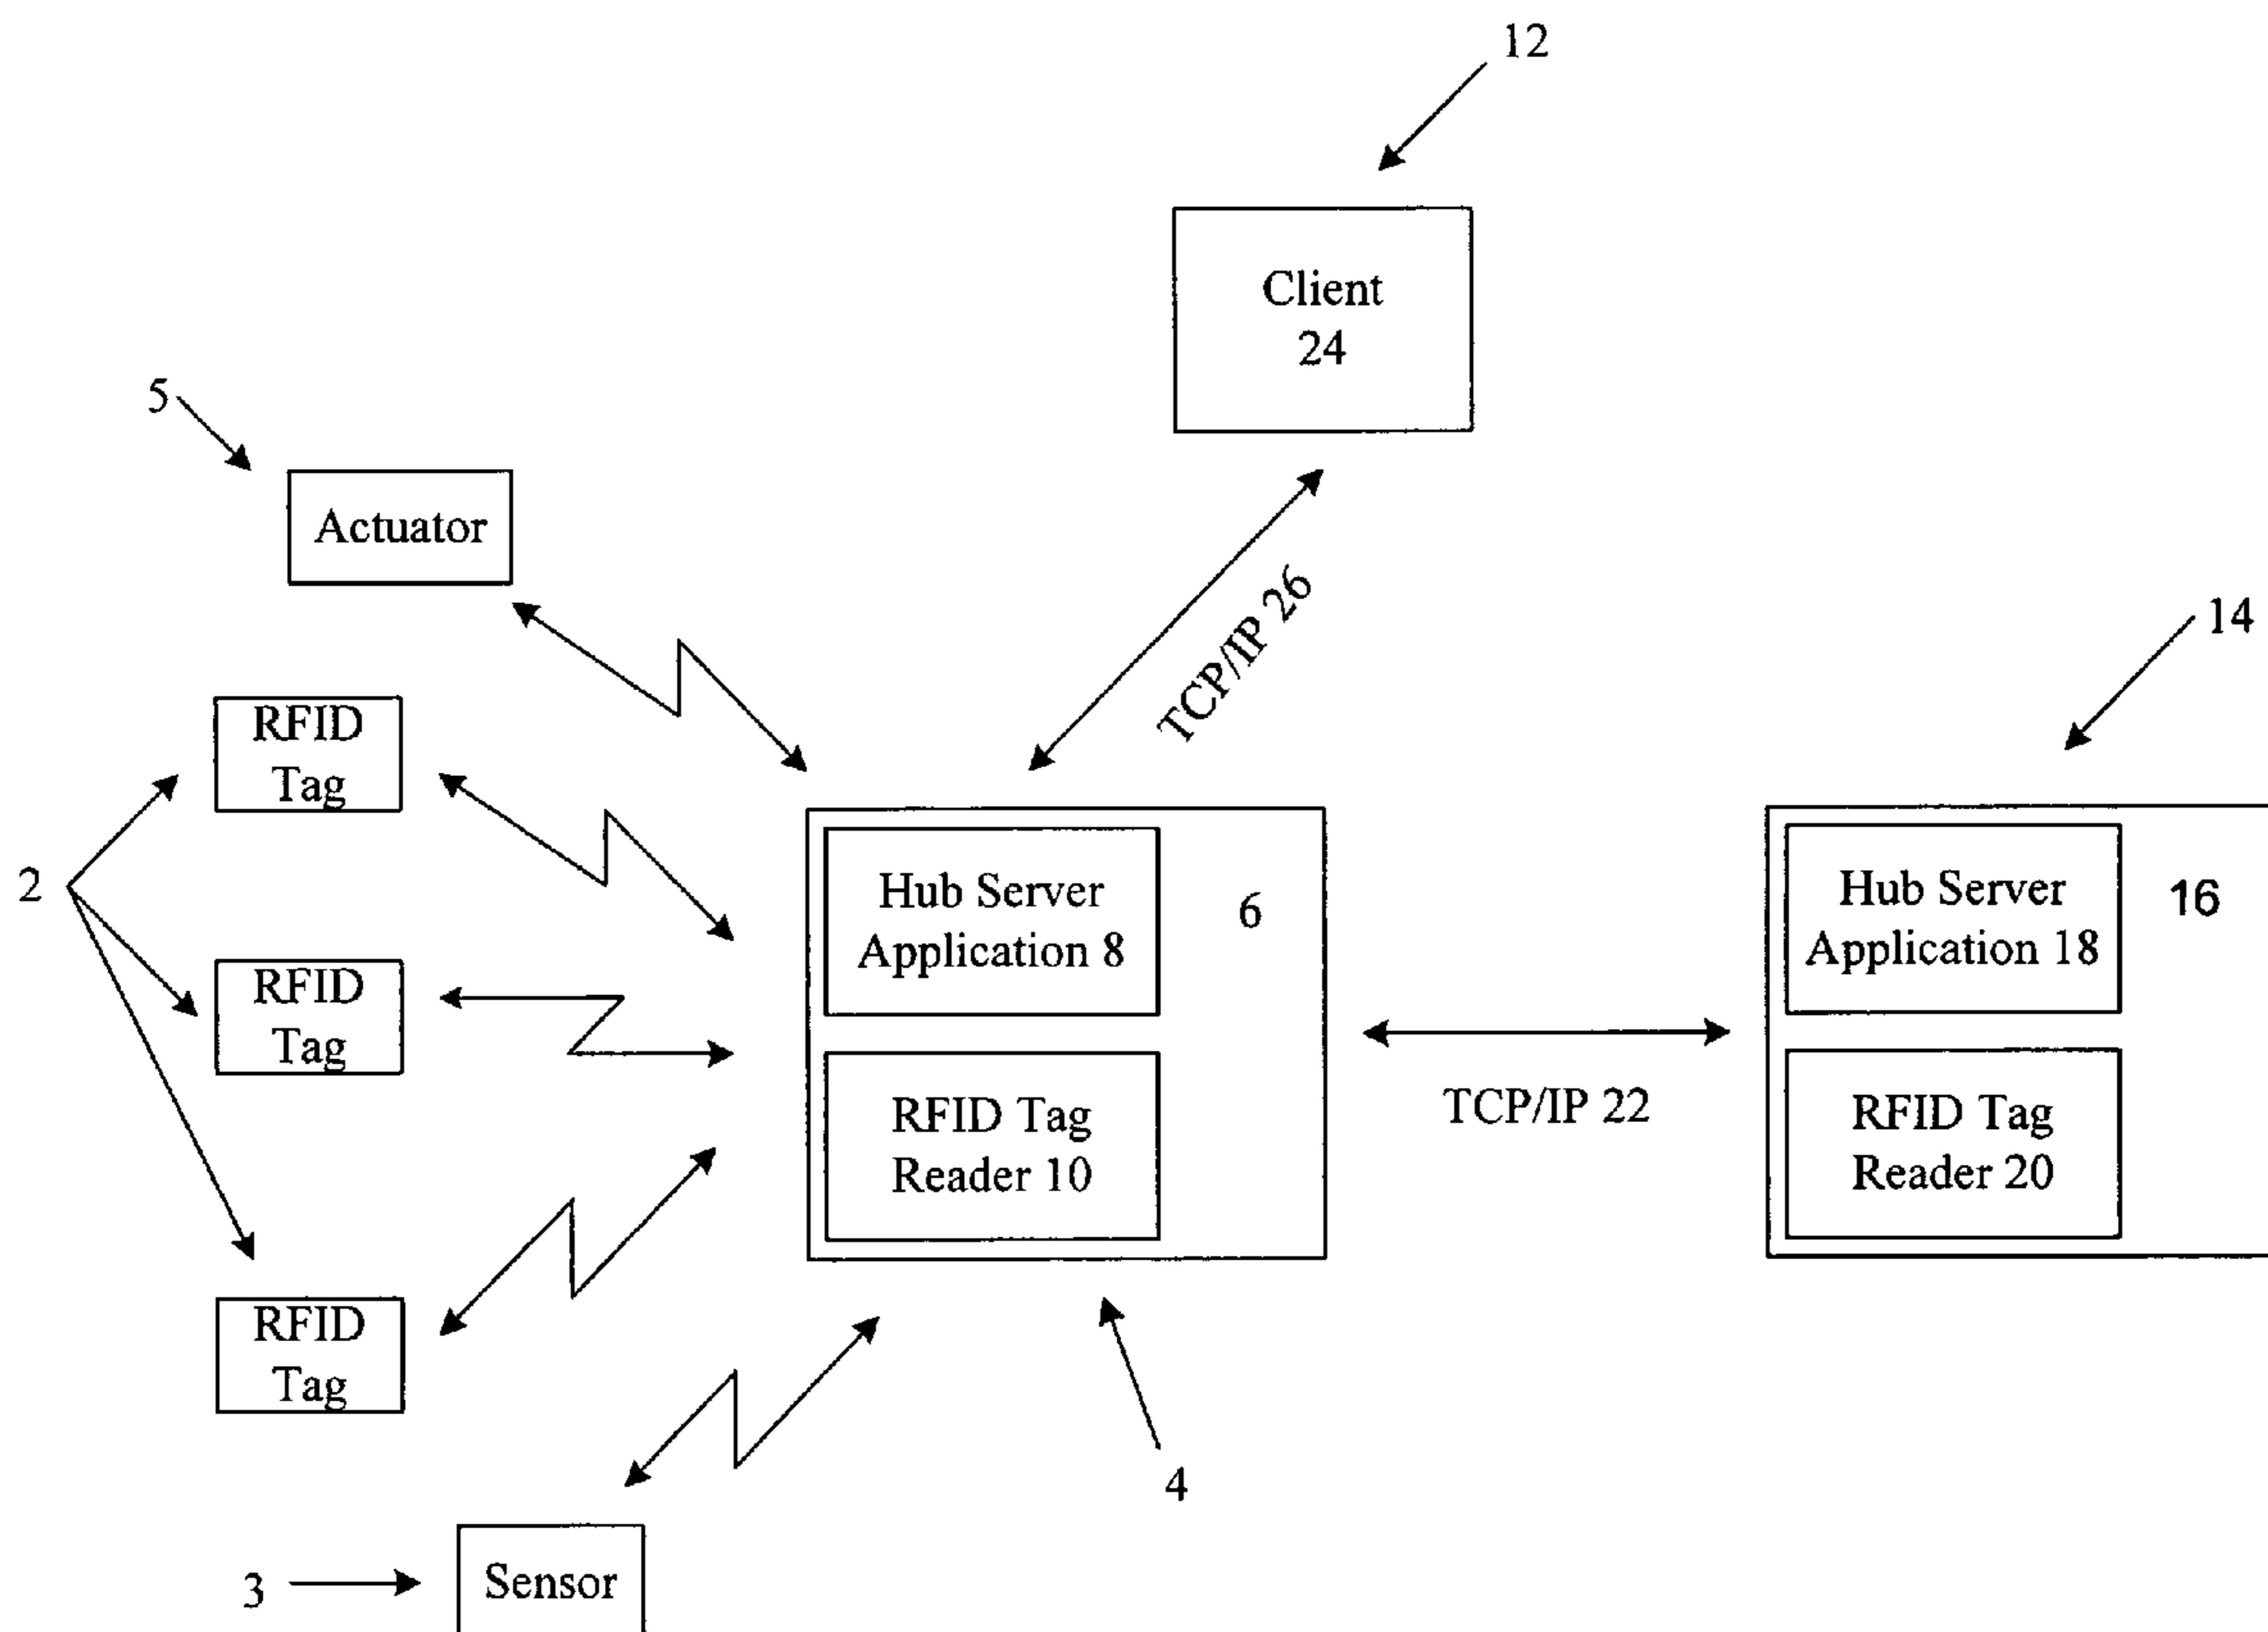 12
Client
24
5
Actuator
TCP/IP 26
14
RFID
Tag
2
RFID
Tag
RFID
Tag
Hub Server
Application 8
6
RFID Tag
Reader 10
TCP/IP 22
Hub Server
Application 18
16
RFID Tag
Reader 20
4
3
Sensor